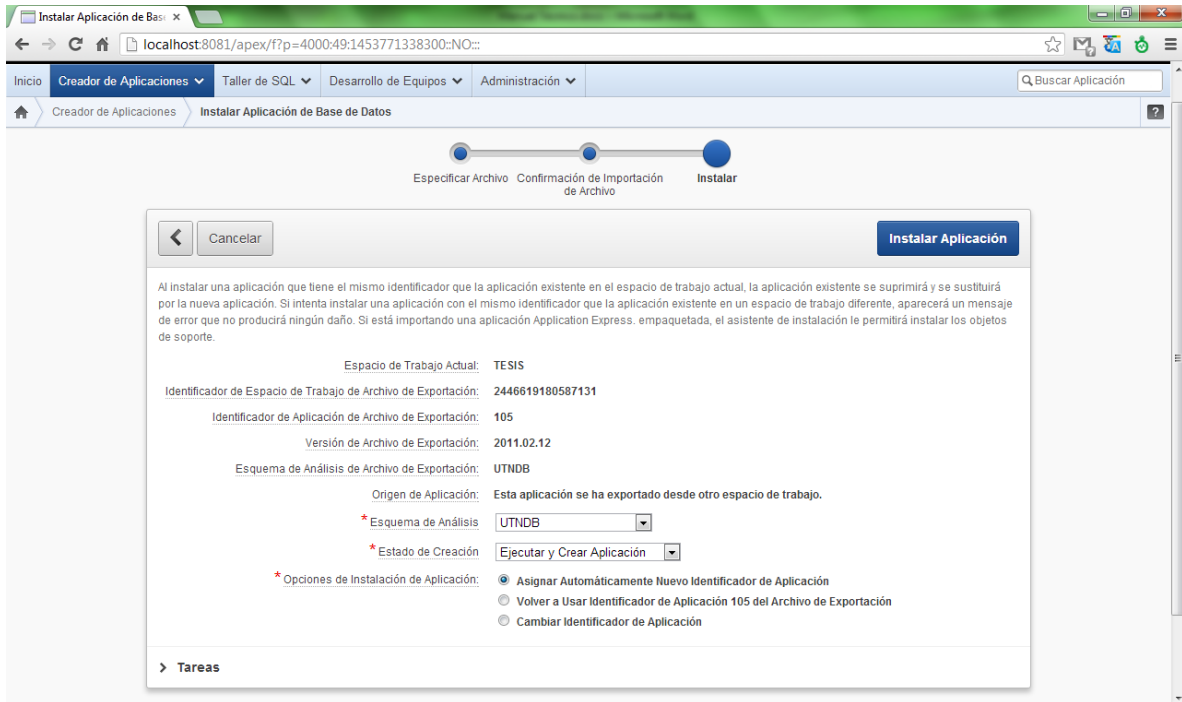 Instalar Aplicación de Bas
localhost:8081/apex/f?p=4000:49:1453771338300::NO:::
Inicio
Creador de Aplicaciones
Taller de SQL
Desarrollo de Equipos
Administración
Buscar Aplicación
Creador de Aplicaciones
Instalar Aplicación de Base de Datos
?
Especificar Archivo
Confirmación de Importación
de Archivo
Instalar
Cancelar
Instalar Aplicación
Al instalar una aplicación que tiene el mismo identificador que la aplicación existente en el espacio de trabajo actual, la aplicación existente se suprimirá y se sustituirá
por la nueva aplicación. Si intenta instalar una aplicación con el mismo identificador que la aplicación existente en un espacio de trabajo diferente, aparecerá un mensaje
de error que no producirá ningún daño. Si está importando una aplicación Application Express. empaquetada, el asistente de instalación le permitirá instalar los objetos
de soporte.
Espacio de Trabajo Actual: TESIS
Identificador de Espacio de Trabajo de Archivo de Exportación: 2446619180587131
Identificador de Aplicación de Archivo de Exportación: 105
Versión de Archivo de Exportación: 2011.02.12
Esquema de Análisis de Archivo de Exportación: UTNDB
Origen de Aplicación: Esta aplicación se ha exportado desde otro espacio de trabajo.
* Esquema de Análisis UTNDB
* Estado de Creación Ejecutar y Crear Aplicación
* Opciones de Instalación de Aplicación: Asignar Automáticamente Nuevo Identificador de Aplicación
Volver a Usar Identificador de Aplicación 105 del Archivo de Exportación
Cambiar Identificador de Aplicación
Tareas